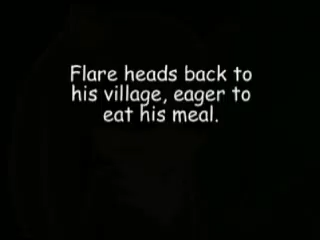 Flare heads back to
his village, eager to
eat his meal.